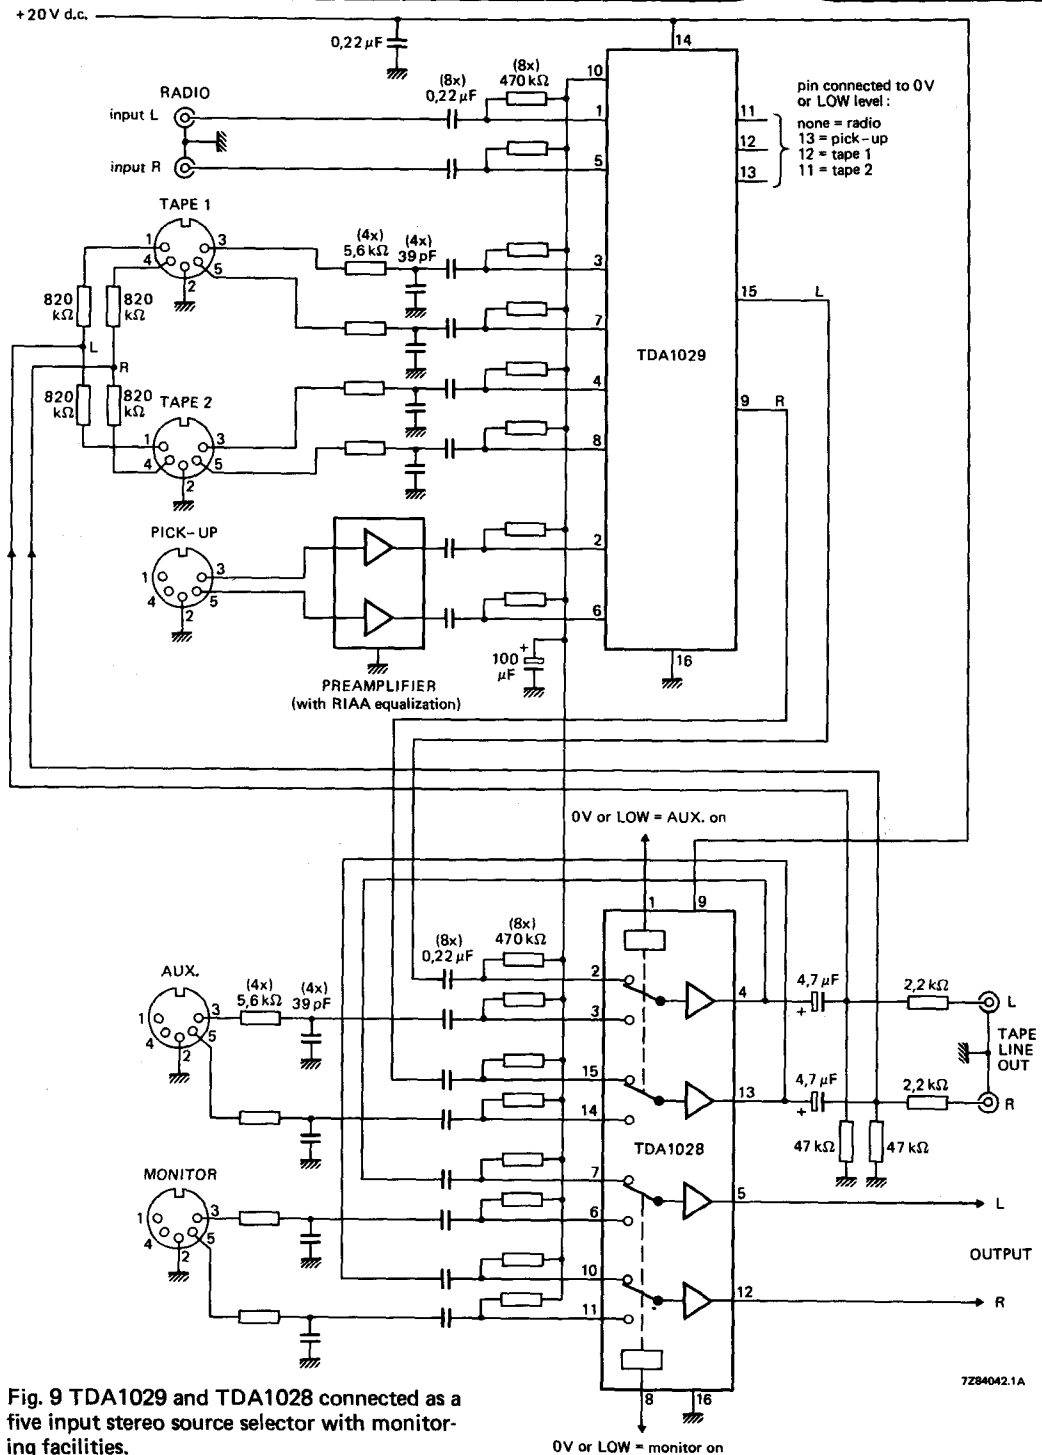 +20V d.c.
0,22 µF
14
RADIO
input L
input R
(8x)
0,22 µF
(8x)
470 kΩ
10
1
5
11
12
13
pin connected to 0V
or LOW level :
none = radio
13 = pick-up
12 = tape 1
11 = tape 2
TAPE 1
1
3
4
5
2
(4x)
5,6 kΩ
(4x)
39 pF
3
7
820
kΩ
820
kΩ
L
R
820
kΩ
820
kΩ
TDA1029
15
L
TAPE 2
1
3
4
5
2
4
8
9
R
PICK-UP
1
3
4
5
2
2
6
16
+
100
µF
PREAMPLIFIER
(with RIAA equalization)
0V or LOW = AUX. on
1
9
AUX.
1
3
4
5
2
(4x)
5,6 kΩ
(4x)
39 pF
(8x)
0,22 µF
(8x)
470 kΩ
2
3
15
14
4
13
4,7 µF
+
2,2 kΩ
L
TAPE
LINE
OUT
4,7 µF
+
2,2 kΩ
R
47 kΩ
47 kΩ
TDA1028
MONITOR
1
3
4
5
2
7
6
10
11
5
L
OUTPUT
12
R
8
16
7Z84042.1A
0V or LOW = monitor on
Fig. 9 TDA1029 and TDA1028 connected as a
five input stereo source selector with monitor-
ing facilities.